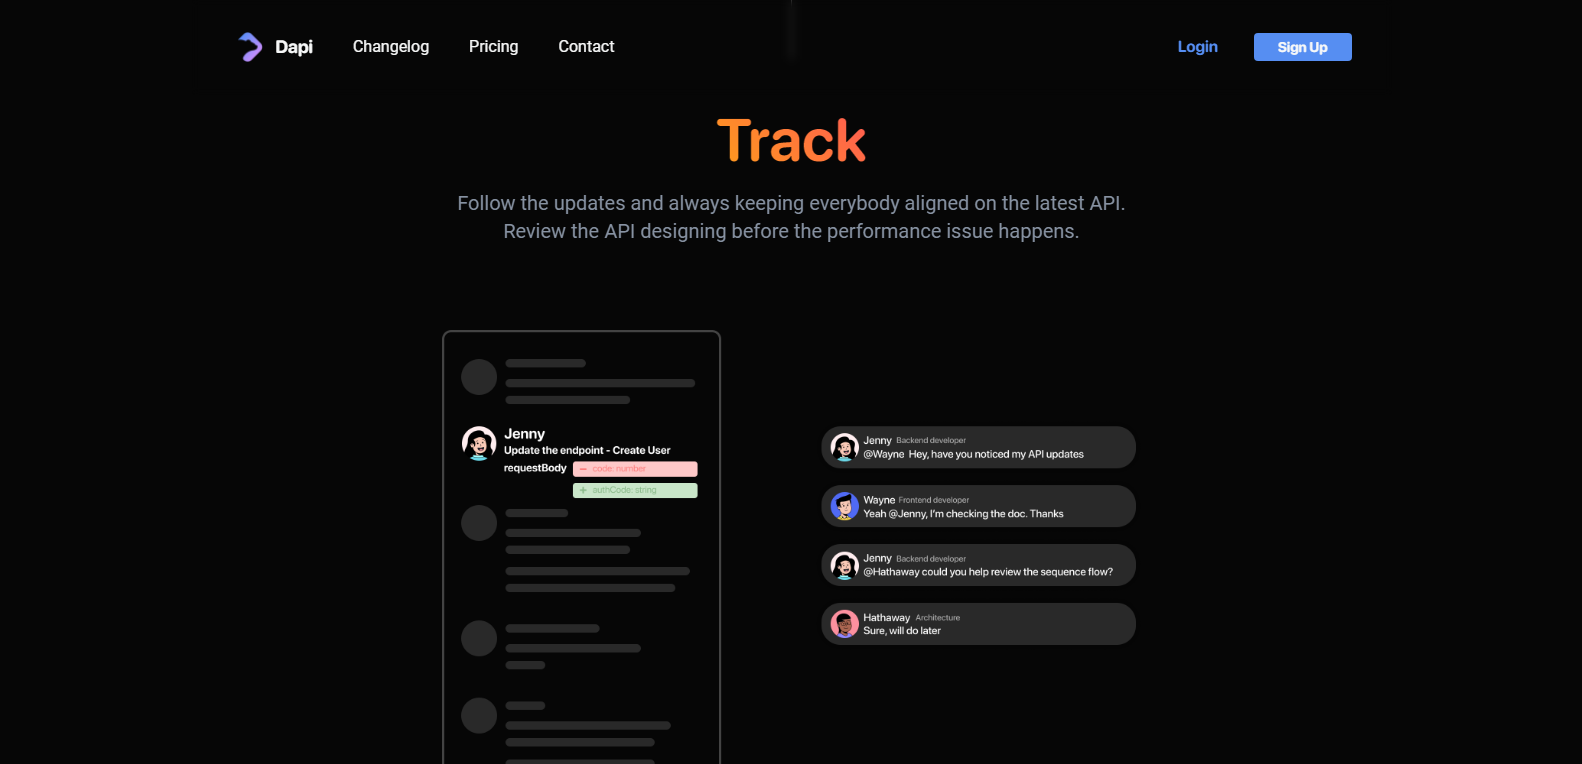 Dapi
Changelog
Pricing
Contact
Login
Sign Up
Track
Follow the updates and always keeping everybody aligned on the latest API.
Review the API designing before the performance issue happens.
Jenny
Update the endpoint - Create User
requestBody
− code: number
+ authCode: string
Jenny Backend developer
@Wayne Hey, have you noticed my API updates
Wayne Frontend developer
Yeah @Jenny, I'm checking the doc. Thanks
Jenny Backend developer
@Hathaway could you help review the sequence flow?
Hathaway Architecture
Sure, will do later